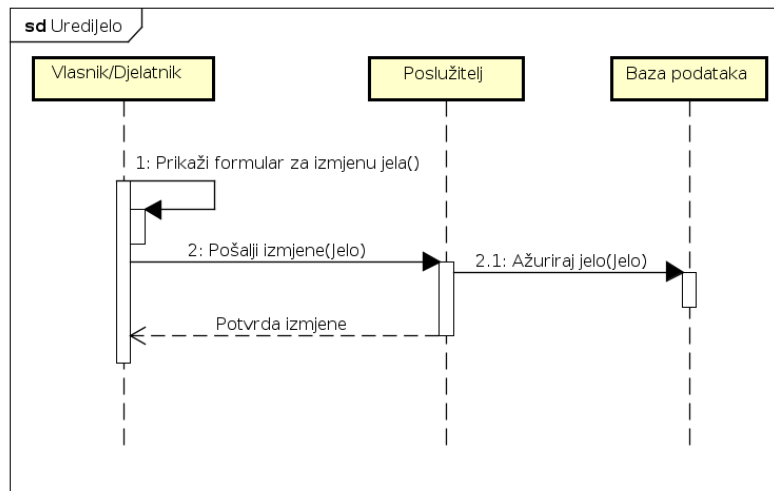 sd UrediJelo
Vlasnik/Djelatnik
Poslužitelj
Baza podataka
1: Prikaži formular za izmjenu jela()
2: Pošalji izmjene(Jelo)
2.1: Ažuriraj jelo(Jelo)
Potvrda izmjene